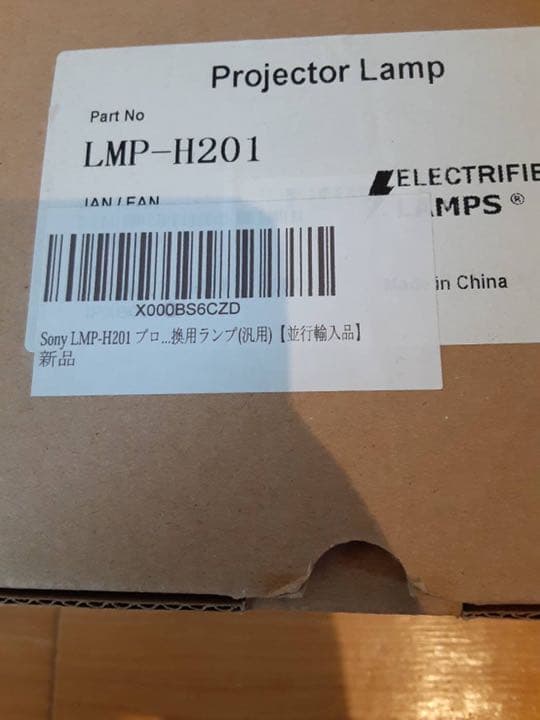 Projector Lamp
Part No
LMP-H201
JAN / EAN
ELECTRIFIE
LAMPS ®
Made in China
X000BS6CZD
Sony LMP-H201 プロ...換用ランプ(汎用)【並行輸入品】
新品